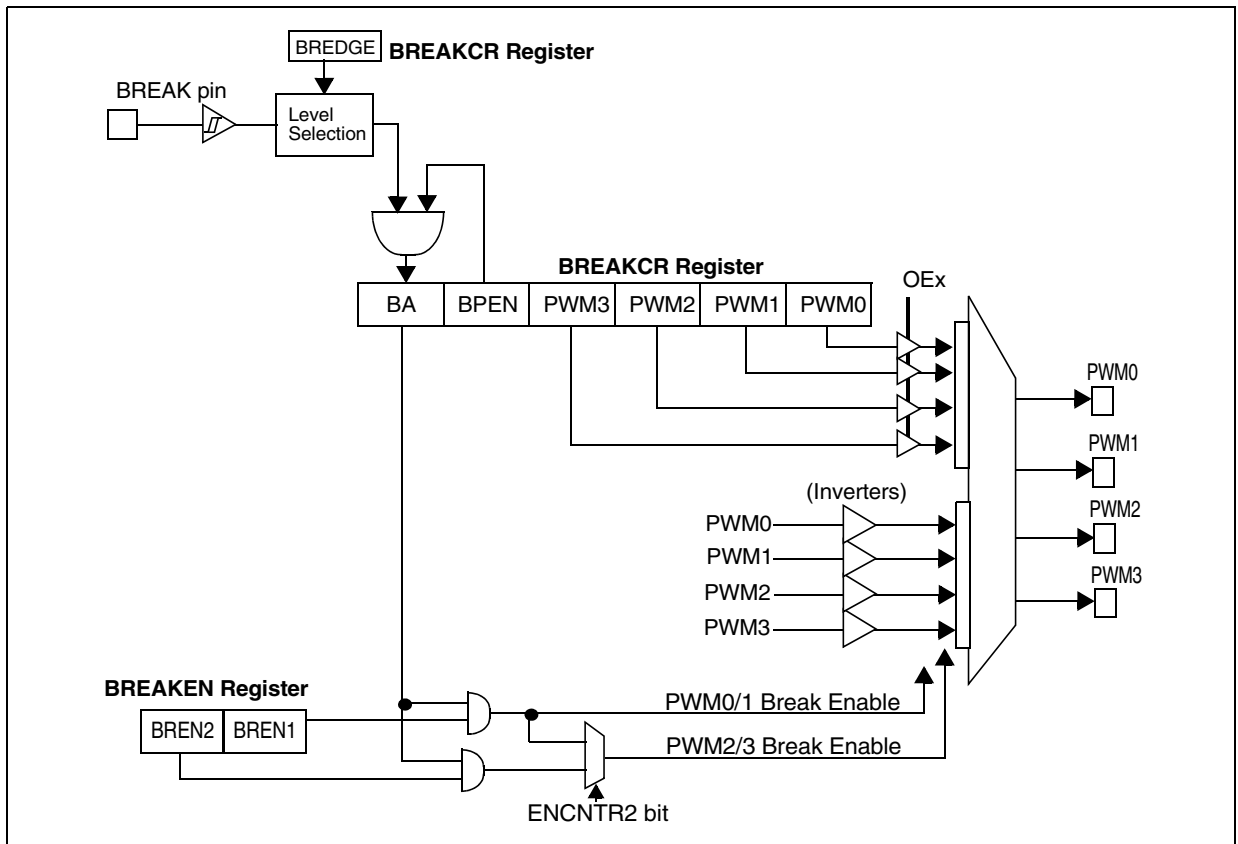 BREDGE BREAKCR Register
BREAK pin
Level
Selection
BREAKCR Register
OEx
BA BPEN PWM3 PWM2 PWM1 PWM0
PWM0
PWM1
PWM2
PWM3
(Inverters)
PWM0
PWM1
PWM2
PWM3
BREAKEN Register
BREN2 BREN1
PWM0/1 Break Enable
PWM2/3 Break Enable
ENCNTR2 bit